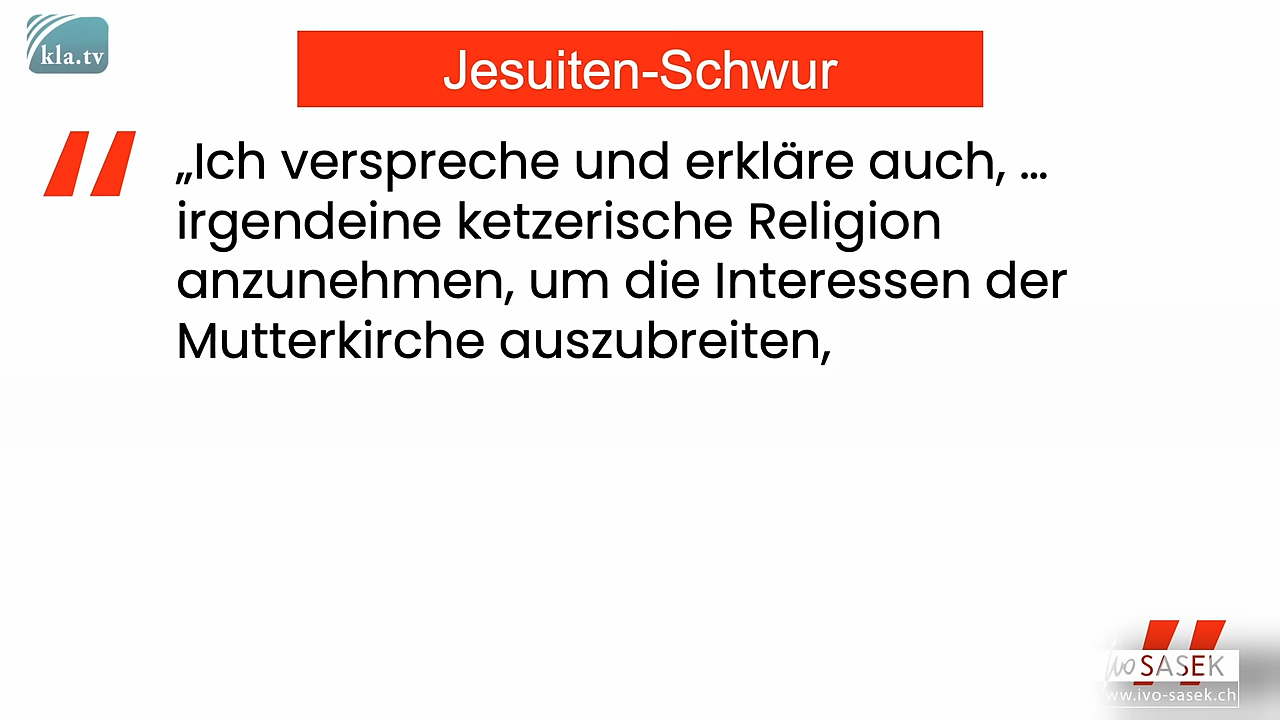 kla.tv
Jesuiten-Schwur
„Ich verspreche und erkläre auch, ...
irgendeine ketzerische Religion
anzunehmen, um die Interessen der
Mutterkirche auszubreiten,
Ivo SASEK
www.ivo-sasek.ch